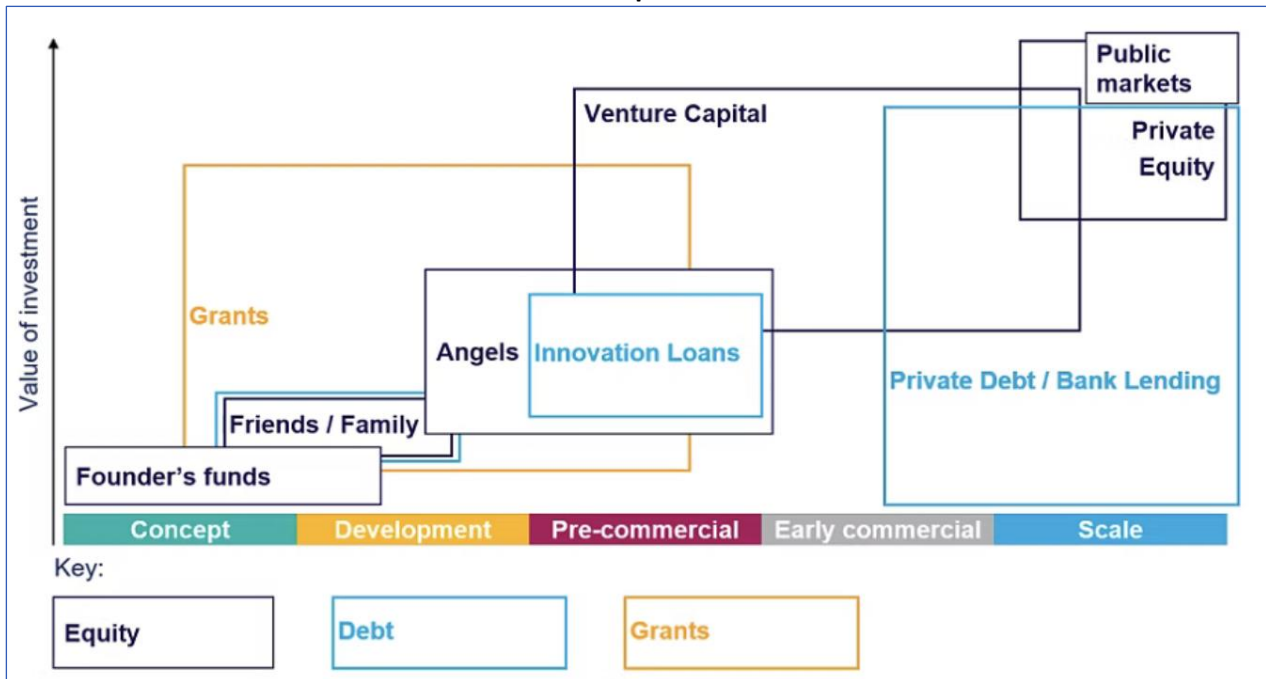 Public
markets
Venture Capital
Private
Equity
Value of investment
Grants
Angels
Innovation Loans
Private Debt / Bank Lending
Friends / Family
Founder’s funds
Concept
Development
Pre-commercial
Early commercial
Scale
Key:
Equity
Debt
Grants